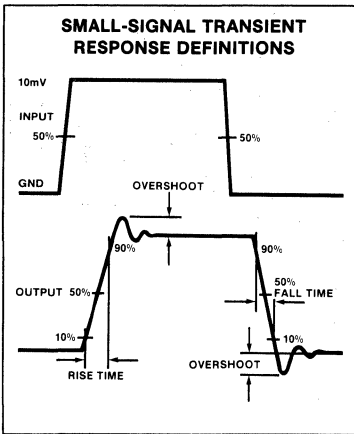 SMALL-SIGNAL TRANSIENT
RESPONSE DEFINITIONS
10mV
INPUT
50%
50%
GND
OVERSHOOT
90%
90%
OUTPUT
50%
50%
FALL TIME
10%
10%
RISE TIME
OVERSHOOT